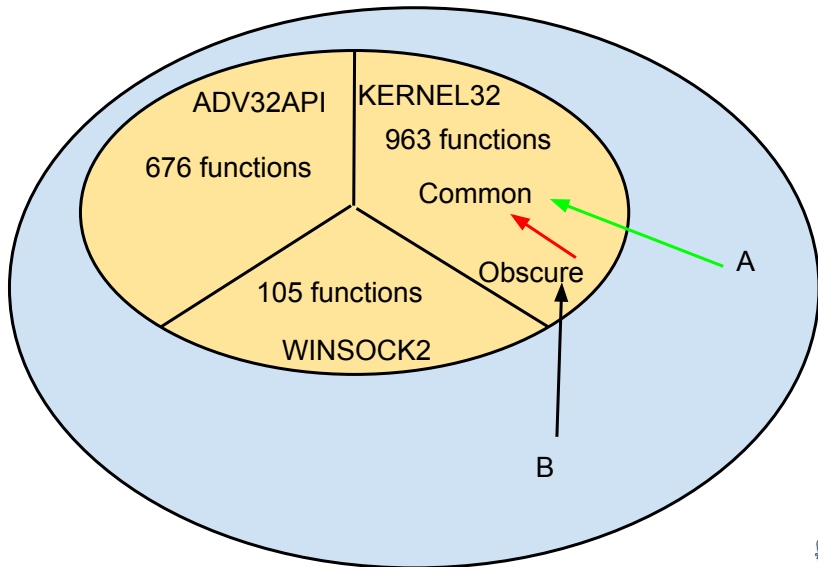 ADV32API
KERNEL32
676 functions
963 functions
Common
Obscure
A
105 functions
WINSOCK2
B